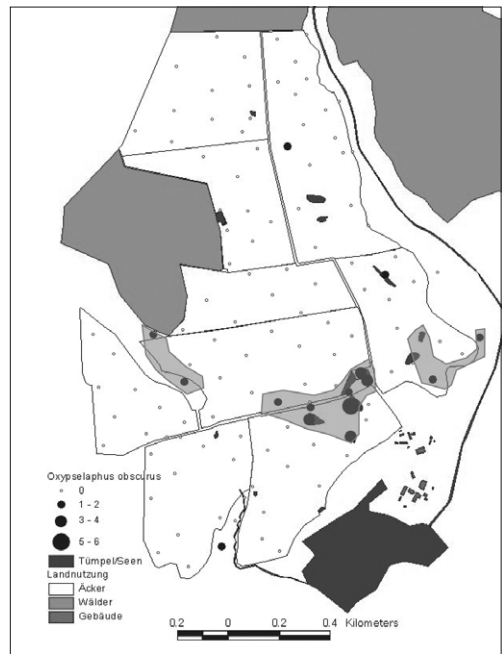 Oxypselaphus obscurus
0
1 - 2
3 - 4
5 - 6
Tümpel/Seen
Landnutzung
Äcker
Wälder
Gebäude
0.2 0 0.2 0.4 Kilometers